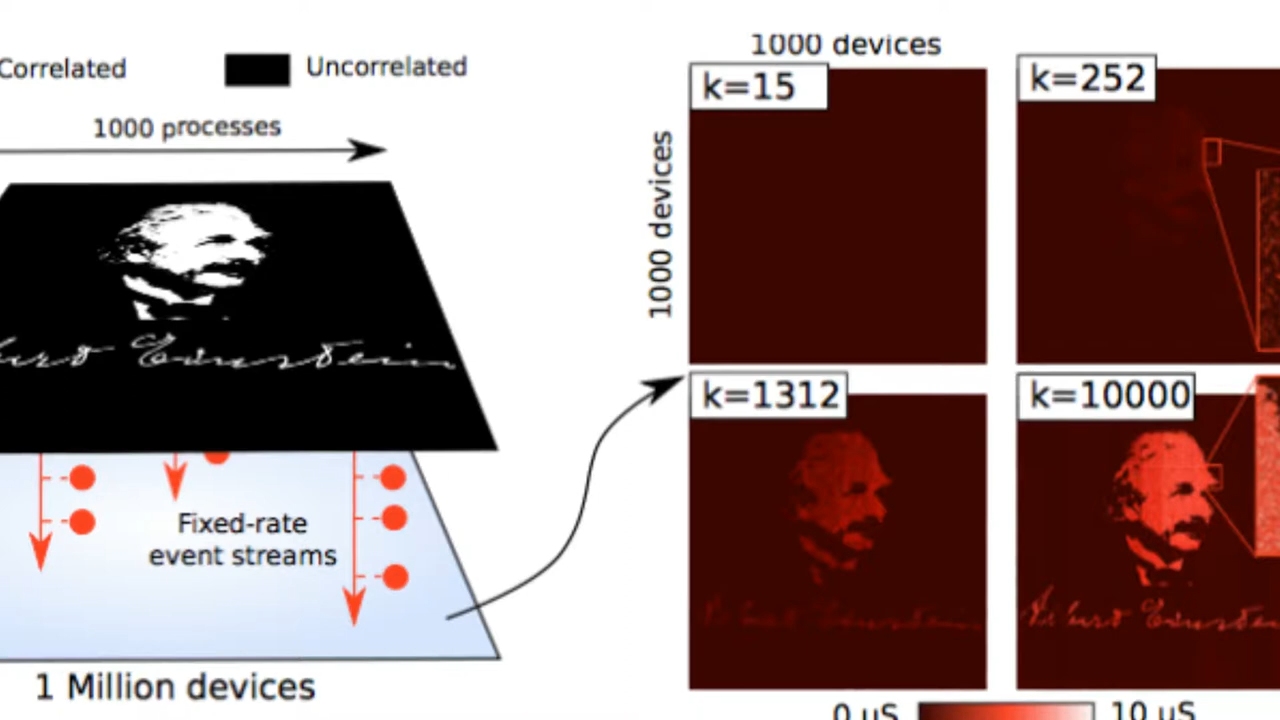 Correlated
Uncorrelated
1000 processes
Fixed-rate
event streams
1 Million devices
1000 devices
1000 devices
k=15
k=252
k=1312
k=10000
0 µS
10 µS